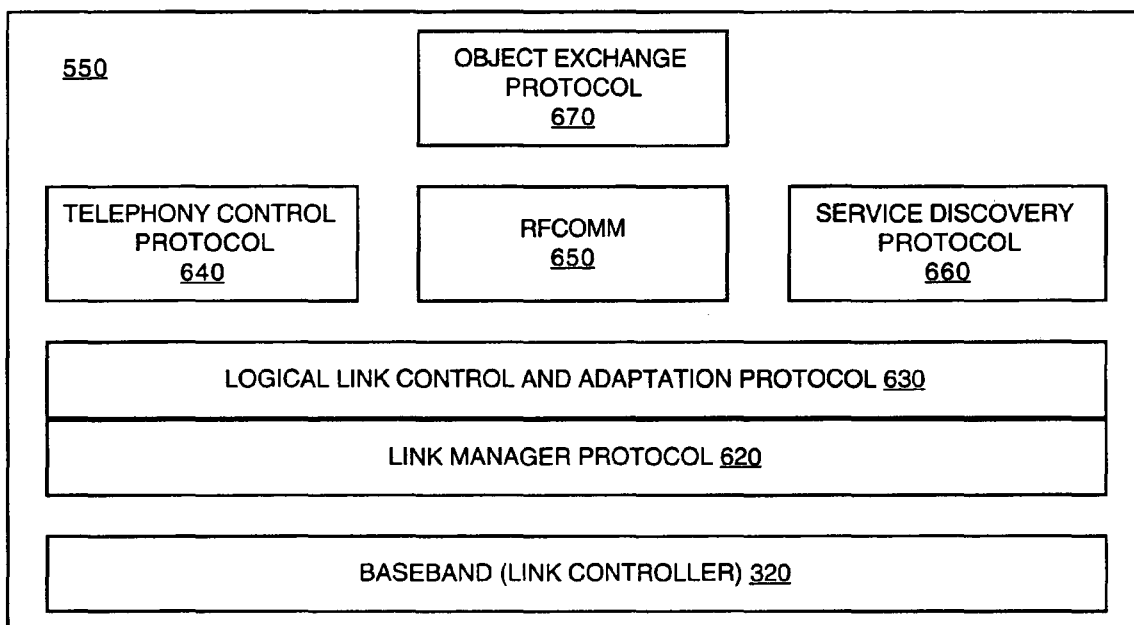 550
OBJECT EXCHANGE
PROTOCOL
670
TELEPHONY CONTROL
PROTOCOL
640
RFCOMM
650
SERVICE DISCOVERY
PROTOCOL
660
LOGICAL LINK CONTROL AND ADAPTATION PROTOCOL 630
LINK MANAGER PROTOCOL 620
BASEBAND (LINK CONTROLLER) 320